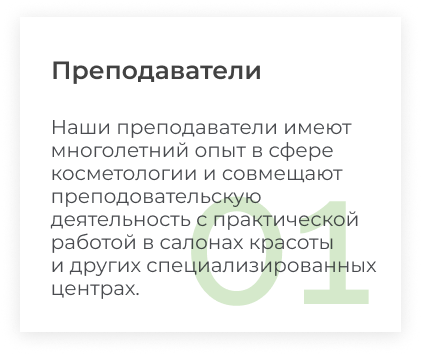 Преподаватели
Наши преподаватели имеют
многолетний опыт в сфере
косметологии и совмещают
преподовательскую
деятельность с практической
работой в салонах красоты
и других специализированных
центрах.
01